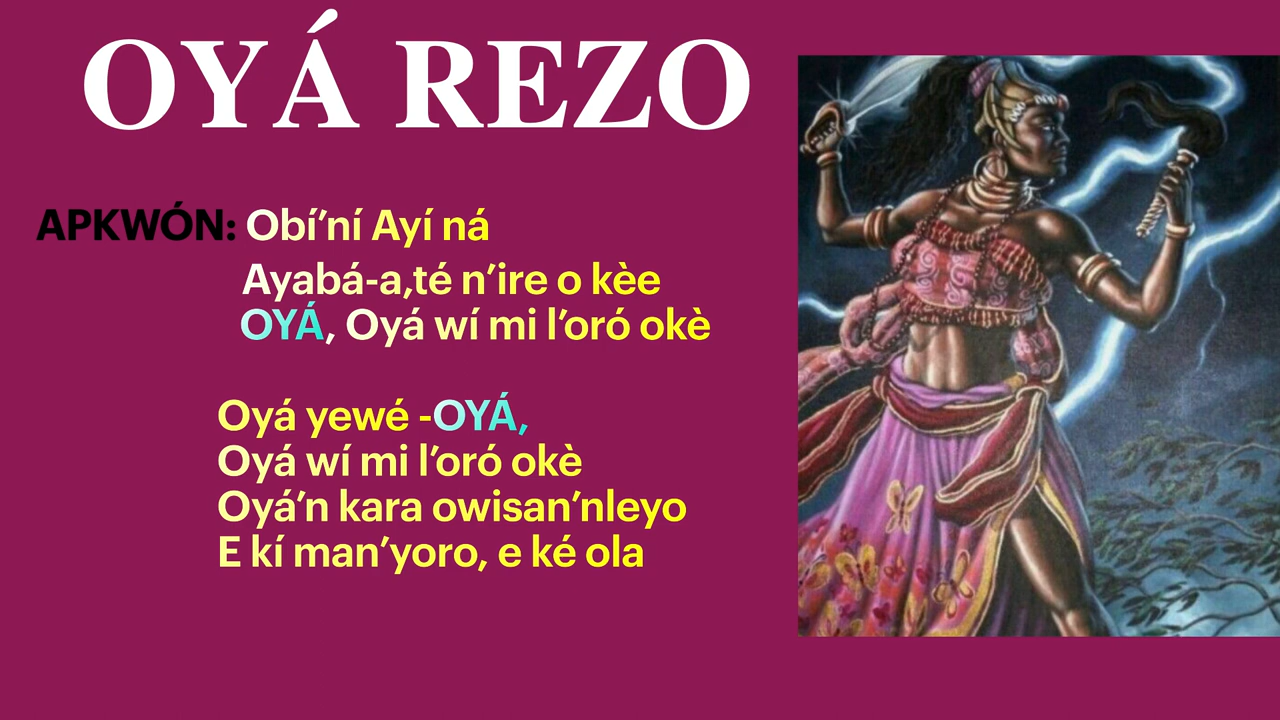 OYÁ REZO
APKWÓN: Obí’ní Ayí ná
Ayabá-a,té n’ire o kèe
OYÁ, Oyá wí mi l’oró okè
Oyá yewé -OYÁ,
Oyá wí mi l’oró okè
Oyá’n kara owisan’nleyo
E kí man’yoro, e ké ola